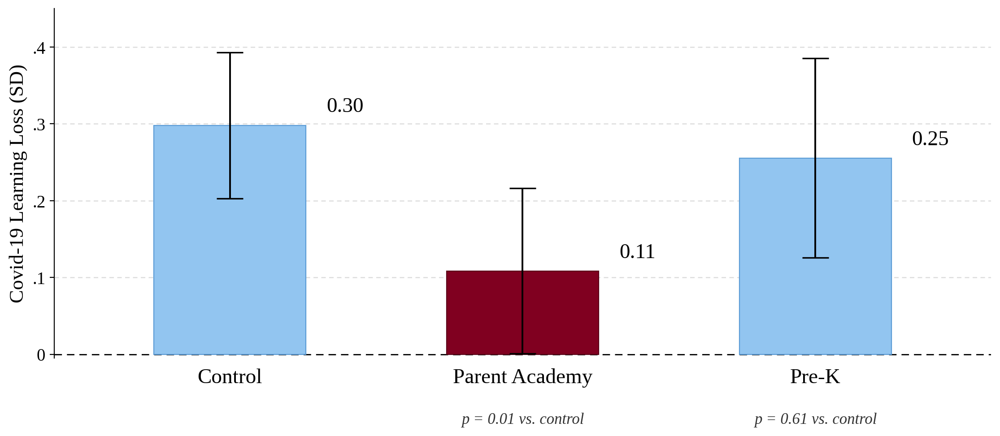 Covid-19 Learning Loss (SD)
.4
.3
.2
.1
0
0.30
0.11
0.25
Control
Parent Academy
Pre-K
p = 0.01 vs. control
p = 0.61 vs. control